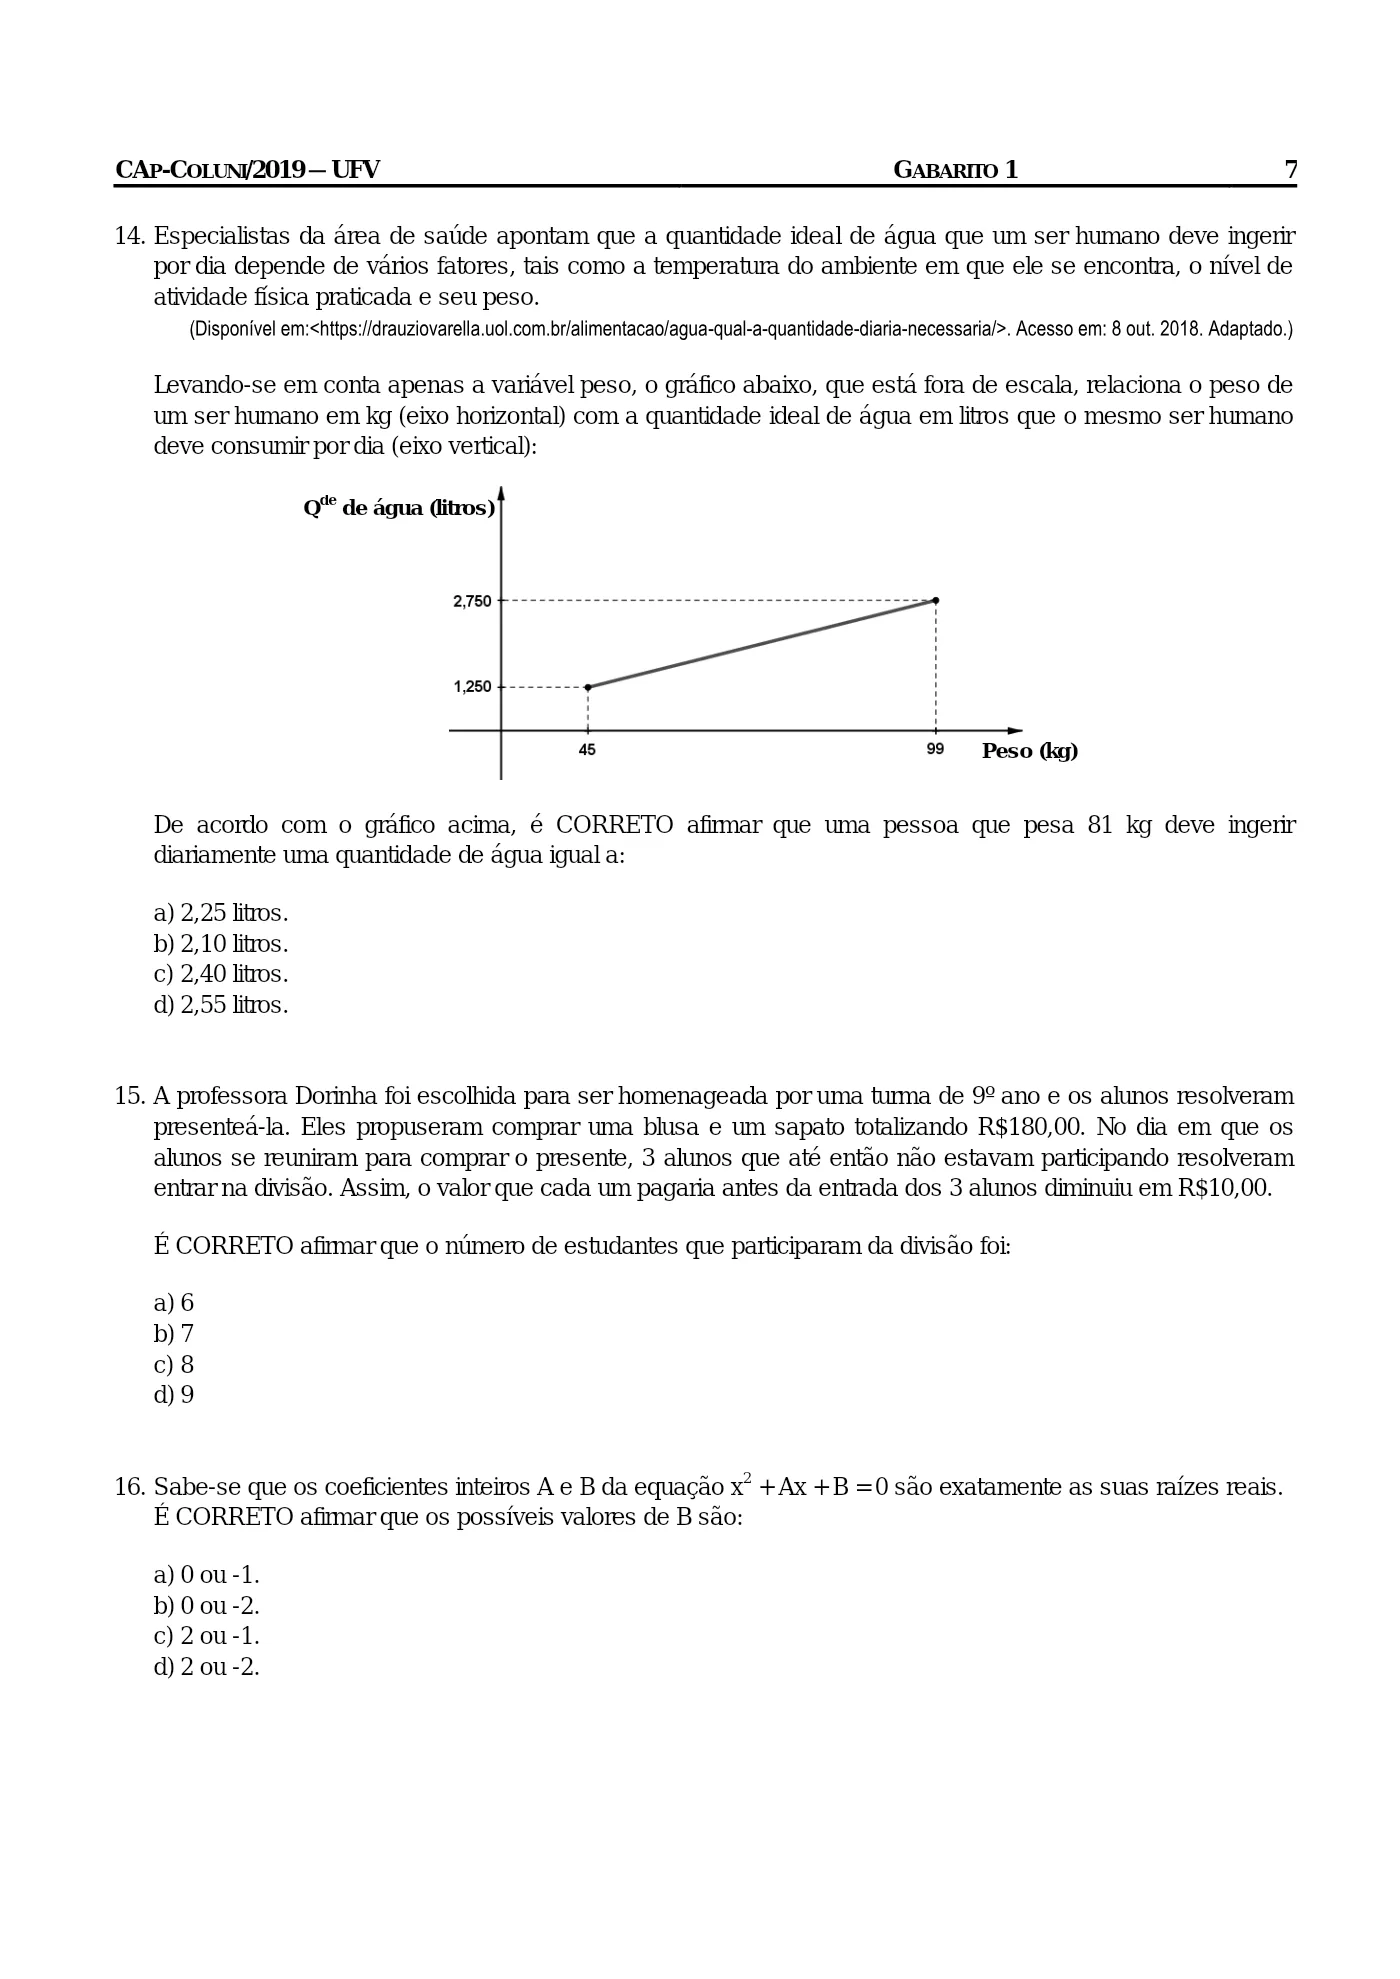 CAP-COLUNI/2019 – UFV GABARITO 1 7
14. Especialistas da área de saúde apontam que a quantidade ideal de água que um ser humano deve ingerir
por dia depende de vários fatores, tais como a temperatura do ambiente em que ele se encontra, o nível de
atividade física praticada e seu peso.
(Disponível em:<https://drauziovarella.uol.com.br/alimentacao/agua-qual-a-quantidade-diaria-necessaria/>. Acesso em: 8 out. 2018. Adaptado.)
Levando-se em conta apenas a variável peso, o gráfico abaixo, que está fora de escala, relaciona o peso de
um ser humano em kg (eixo horizontal) com a quantidade ideal de água em litros que o mesmo ser humano
deve consumir por dia (eixo vertical):
Qde de água (litros)
2,750
1,250
45
99
Peso (kg)
De acordo com o gráfico acima, é CORRETO afirmar que uma pessoa que pesa 81 kg deve ingerir
diariamente uma quantidade de água igual a:
a) 2,25 litros.
b) 2,10 litros.
c) 2,40 litros.
d) 2,55 litros.
15. A professora Dorinha foi escolhida para ser homenageada por uma turma de 9º ano e os alunos resolveram
presenteá-la. Eles propuseram comprar uma blusa e um sapato totalizando R$180,00. No dia em que os
alunos se reuniram para comprar o presente, 3 alunos que até então não estavam participando resolveram
entrar na divisão. Assim, o valor que cada um pagaria antes da entrada dos 3 alunos diminuiu em R$10,00.
É CORRETO afirmar que o número de estudantes que participaram da divisão foi:
a) 6
b) 7
c) 8
d) 9
16. Sabe-se que os coeficientes inteiros A e B da equação x² + Ax + B = 0 são exatamente as suas raízes reais.
É CORRETO afirmar que os possíveis valores de B são:
a) 0 ou -1.
b) 0 ou -2.
c) 2 ou -1.
d) 2 ou -2.